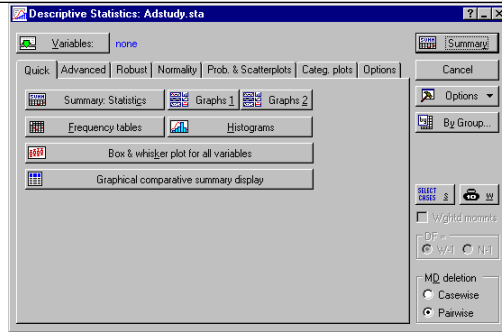 Descriptive Statistics: Adstudy.sta
Variables: none
Summary
Quick Advanced Robust Normality Prob. & Scatterplots Categ. plots Options
Cancel
Summary: Statistics Graphs 1 Graphs 2
Options
Frequency tables Histograms
By Group...
Box & whisker plot for all variables
Graphical comparative summary display
SELECT CASES S W
Wghtd momnts
DF =
W-1 N-1
MD deletion
Casewise
Pairwise